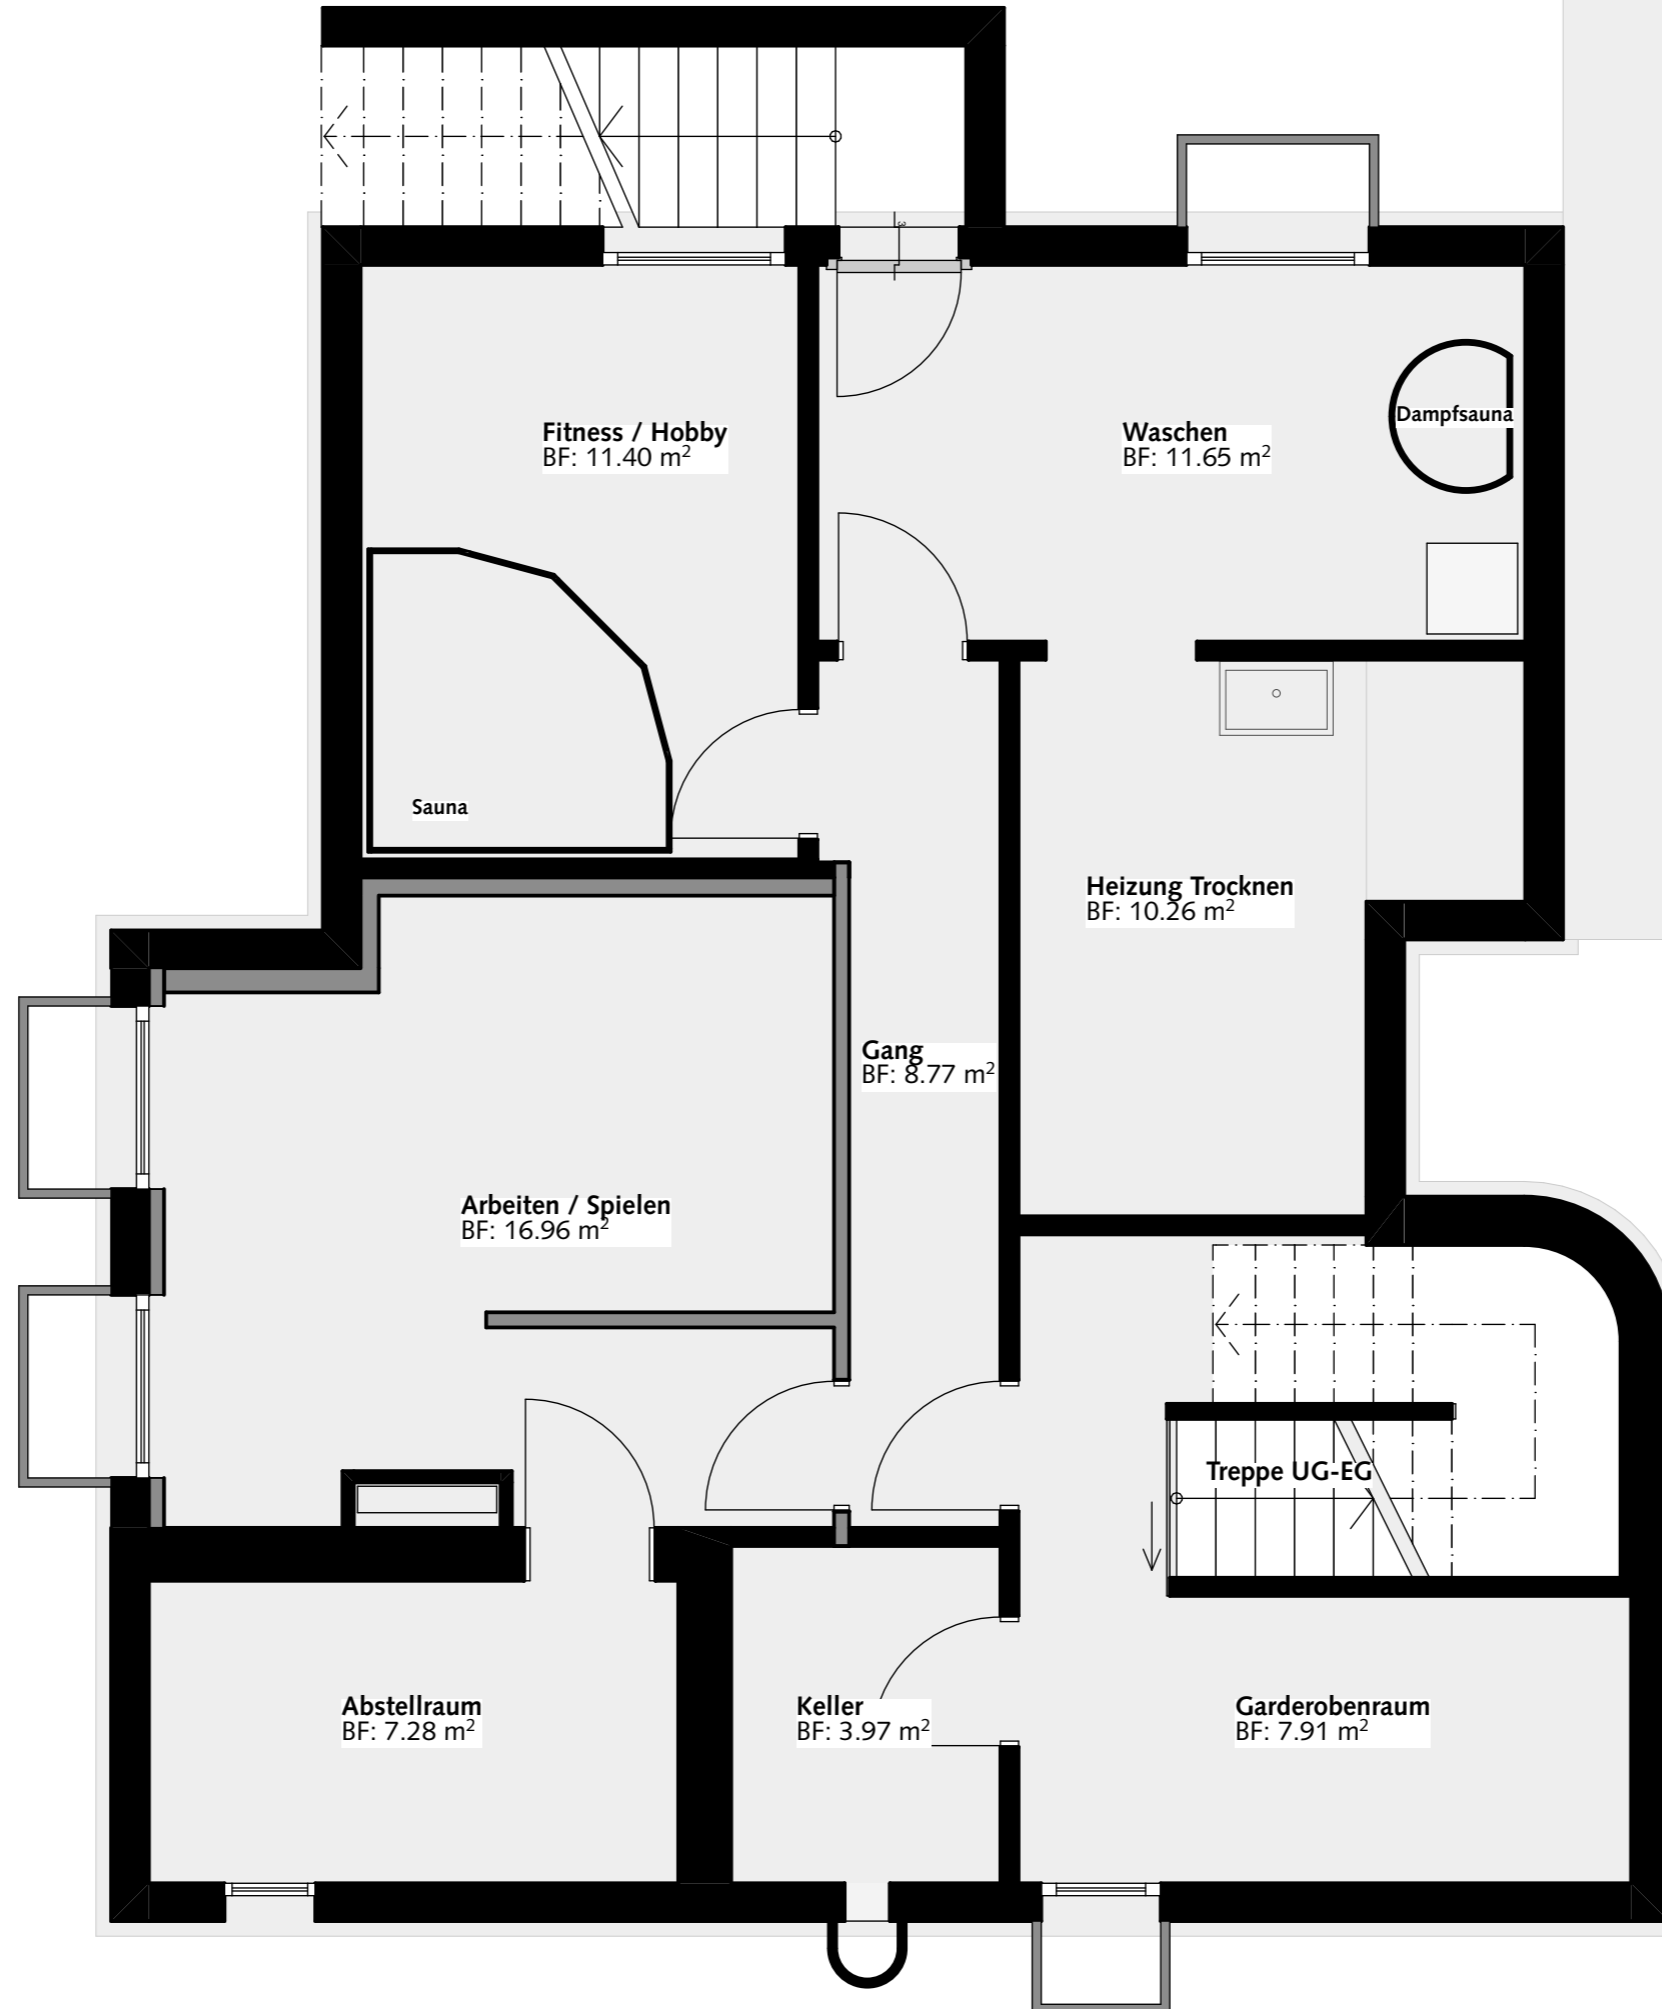 Fitness / Hobby
BF: 11.40 m²
Waschen
BF: 11.65 m²
Dampfsauna
Sauna
Heizung Trocknen
BF: 10.26 m²
Gang
BF: 8.77 m²
Arbeiten / Spielen
BF: 16.96 m²
Treppe UG-EG
Abstellraum
BF: 7.28 m²
Keller
BF: 3.97 m²
Garderobenraum
BF: 7.91 m²